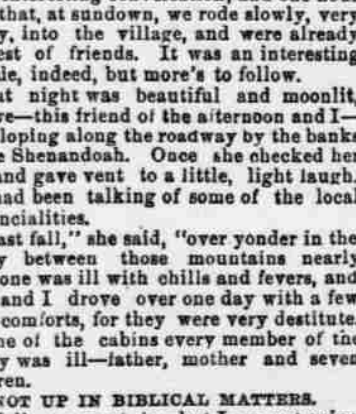 that, at sundown, we rode slowly, very
y, into the village, and were already
est of friends. It was an interesting
ie, indeed, but more's to follow.
at night was beautiful and moonlit,
re—this friend of the afternoon and I—
loping along the roadway by the banks
e Shenandoah. Once she checked her
and gave vent to a little, light laugh.
had been talking of some of the local
ncialities.
ast fall," she said, "over yonder in the
y between those mountains nearly
one was ill with chills and fevers, and
and I drove over one day with a few
comforts, for they were very destitute.
ne of the cabins every member of the
y was ill—father, mother and seven
ren.
NOT UP IN BIBLICAL MATTERS.